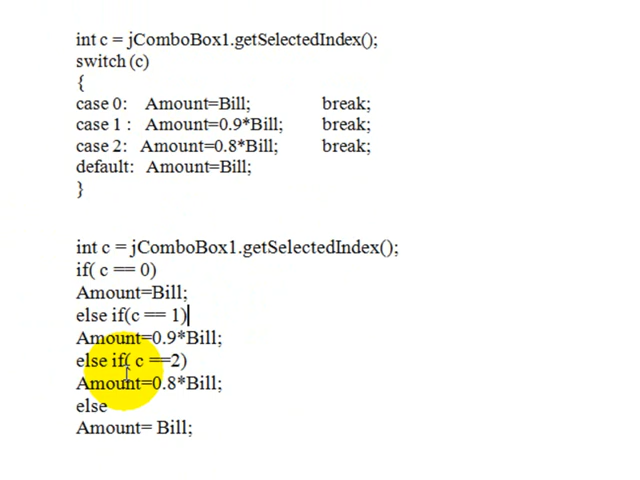 int c = jComboBox1.getSelectedIndex();
switch (c)
{
case 0: Amount=Bill; break;
case 1 : Amount=0.9*Bill; break;
case 2: Amount=0.8*Bill; break;
default: Amount=Bill;
}
int c = jComboBox1.getSelectedIndex();
if( c == 0)
Amount=Bill;
else if(c == 1)
Amount=0.9*Bill;
else if( c ==2)
Amount=0.8*Bill;
else
Amount= Bill;